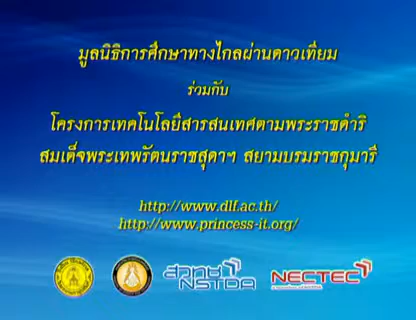 มูลนิธิการศึกษาทางไกลผ่านดาวเทียม
ร่วมกับ
โครงการเทคโนโลยีสารสนเทศตามพระราชดำริ
สมเด็จพระเทพรัตนราชสุดาฯ สยามบรมราชกุมารี
http://www.dlf.ac.th/
http://www.princess-it.org/
สวทช
NSTDA
NECTEC